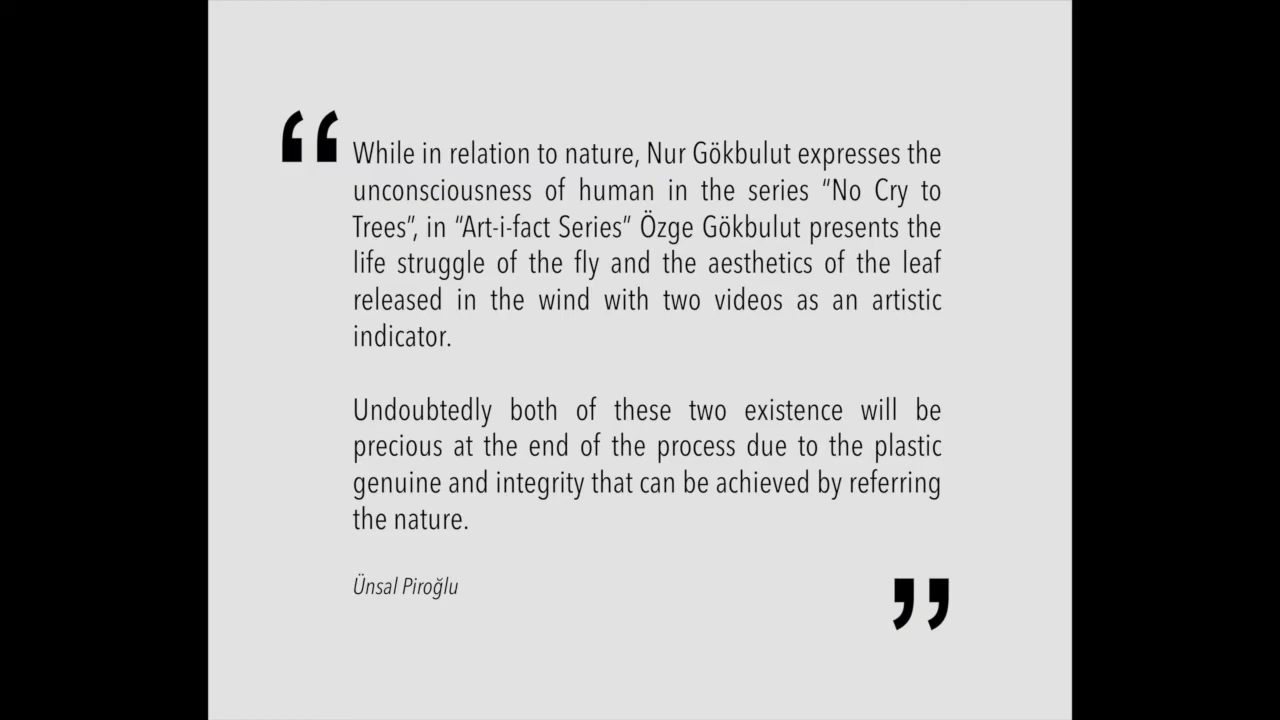 “ While in relation to nature, Nur Gökbulut expresses the
unconsciousness of human in the series “No Cry to
Trees”, in “Art-i-fact Series” Özge Gökbulut presents the
life struggle of the fly and the aesthetics of the leaf
released in the wind with two videos as an artistic
indicator.
Undoubtedly both of these two existence will be
precious at the end of the process due to the plastic
genuine and integrity that can be achieved by referring
the nature.
Ünsal Piroğlu ”